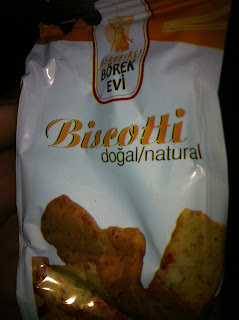 BÖREK
EVİ
Biscotti
doğal/natural